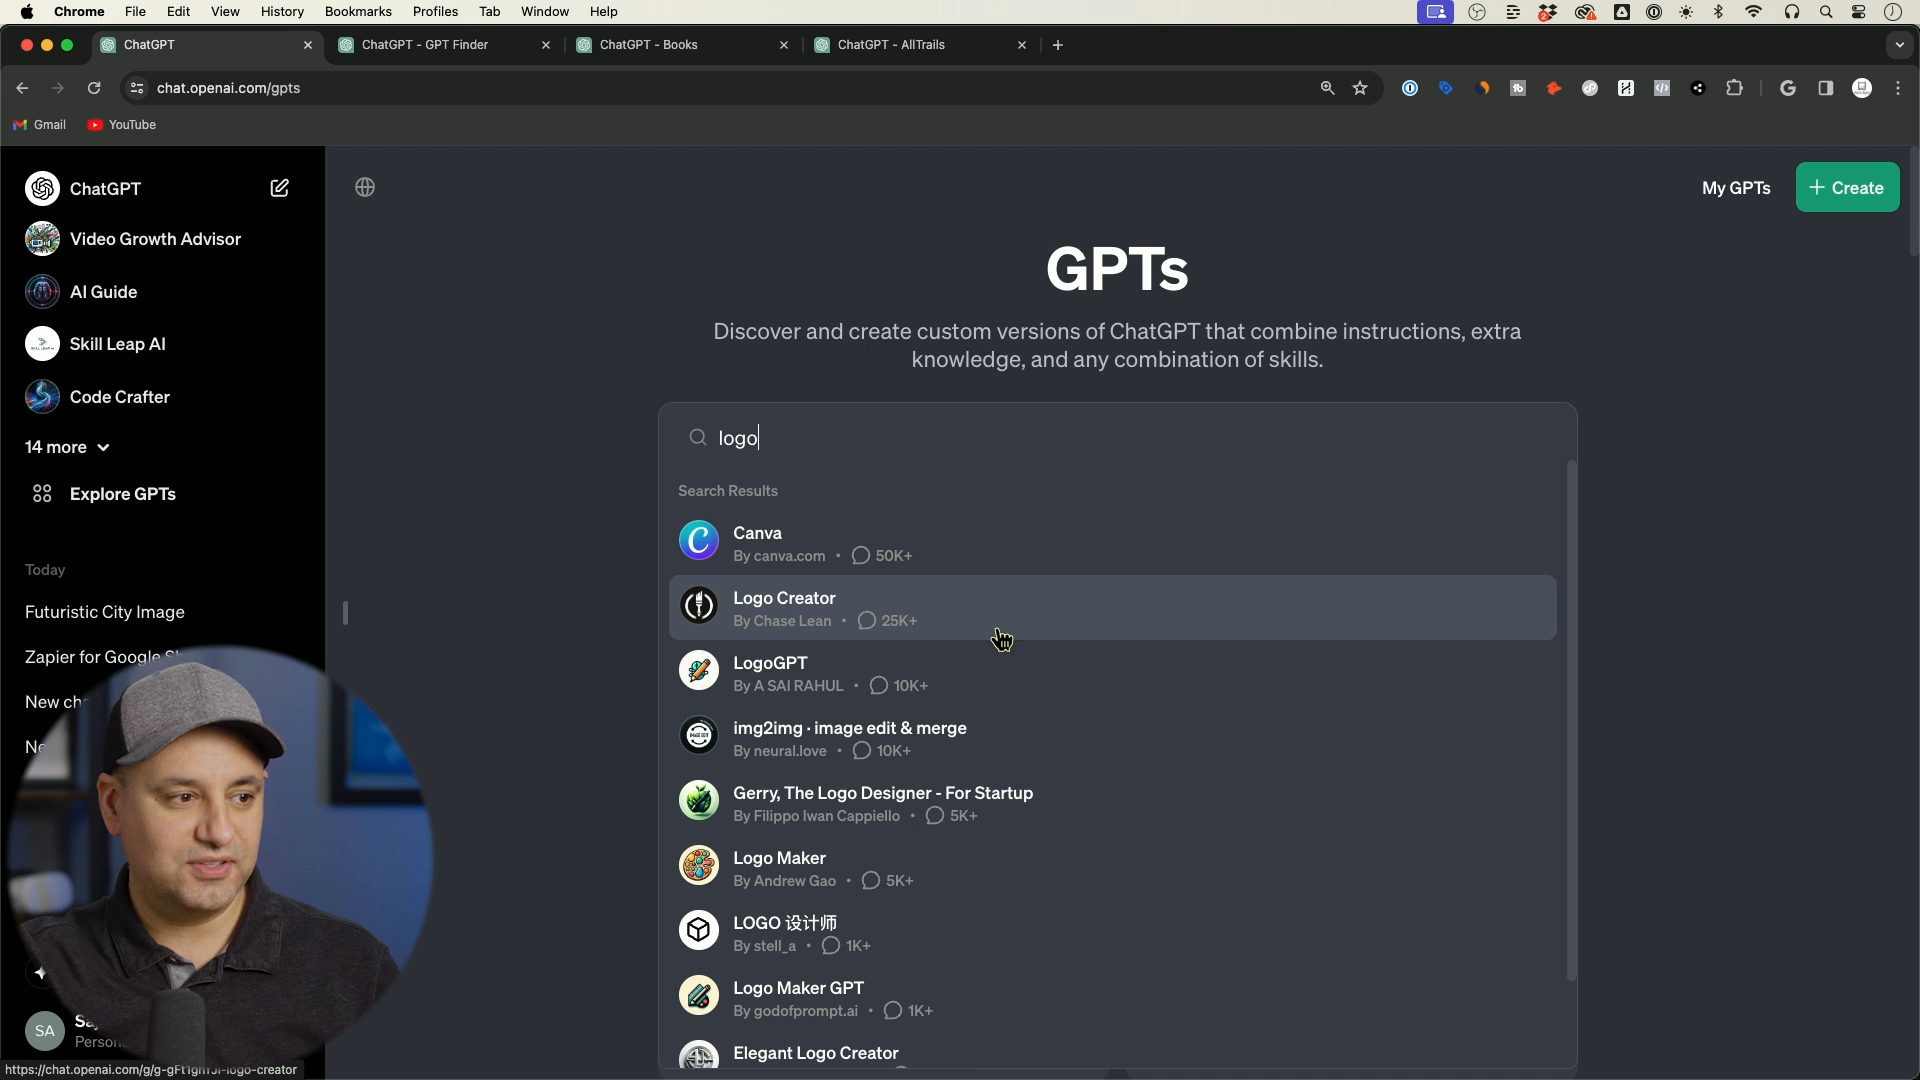 Chrome File Edit View History Bookmarks Profiles Tab Window Help
ChatGPT
ChatGPT - GPT Finder
ChatGPT - Books
ChatGPT - AllTrails
chat.openai.com/gpts
Gmail
YouTube
ChatGPT
Video Growth Advisor
AI Guide
Skill Leap AI
Code Crafter
14 more
Explore GPTs
Today
Futuristic City Image
Zapier for Google
New
SA
My GPTs
+ Create
GPTs
Discover and create custom versions of ChatGPT that combine instructions, extra
knowledge, and any combination of skills.
logo
Search Results
Canva
By canva.com • 50K+
Logo Creator
By Chase Lean • 25K+
LogoGPT
By A SAI RAHUL • 10K+
img2img · image edit & merge
By neural.love • 10K+
Gerry, The Logo Designer - For Startup
By Filippo Iwan Cappiello • 5K+
Logo Maker
By Andrew Gao • 5K+
LOGO 设计师
By stell_a • 1K+
Logo Maker GPT
By godofprompt.ai • 1K+
Elegant Logo Creator